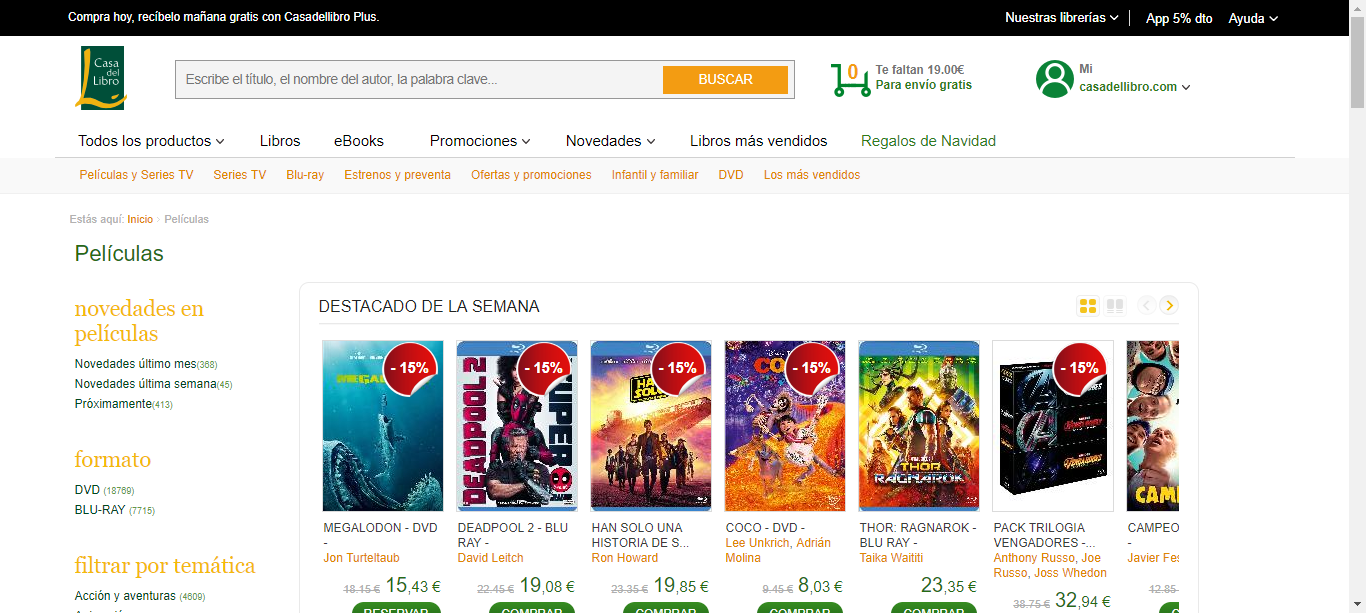 Compra hoy, recíbelo mañana gratis con Casadellibro Plus.
Nuestras librerías
App 5% dto
Ayuda
Casa del Libro
Escribe el título, el nombre del autor, la palabra clave...
BUSCAR
0
Te faltan 19.00€
Para envío gratis
Mi
casadellibro.com
Todos los productos
Libros
eBooks
Promociones
Novedades
Libros más vendidos
Regalos de Navidad
Películas y Series TV
Series TV
Blu-ray
Estrenos y preventa
Ofertas y promociones
Infantil y familiar
DVD
Los más vendidos
Estás aquí: Inicio › Películas
Películas
novedades en
películas
Novedades último mes(368)
Novedades última semana(45)
Próximamente(413)
formato
DVD (18769)
BLU-RAY (7715)
filtrar por temática
Acción y aventuras (4609)
DESTACADO DE LA SEMANA
- 15%
MEGALODON - DVD
-
Jon Turteltaub
18.15 € 15,43 €
RESERVAR
DEADPOOL 2
- 15%
DEADPOOL 2 - BLU
RAY -
David Leitch
22.45 € 19,08 €
COMPRAR
- 15%
HAN SOLO UNA
HISTORIA DE S...
Ron Howard
23.35 € 19,85 €
COMPRAR
- 15%
COCO - DVD -
Lee Unkrich, Adrián
Molina
9.45 € 8,03 €
COMPRAR
THOR
RAGNAROK
THOR: RAGNAROK -
BLU RAY -
Taika Waititi
23,35 €
COMPRAR
- 15%
PACK TRILOGIA
VENGADORES -...
Anthony Russo, Joe
Russo, Joss Whedon
38.75 € 32,94 €
CAMPEO
-
Javier Fes
12.85